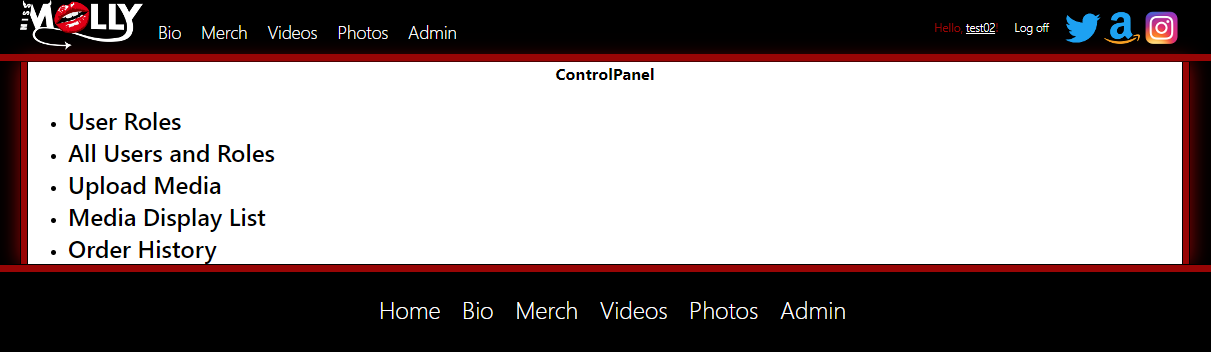 MISS MOLLY
Bio Merch Videos Photos Admin
Hello, test02! Log off
ControlPanel
User Roles
All Users and Roles
Upload Media
Media Display List
Order History
Home Bio Merch Videos Photos Admin